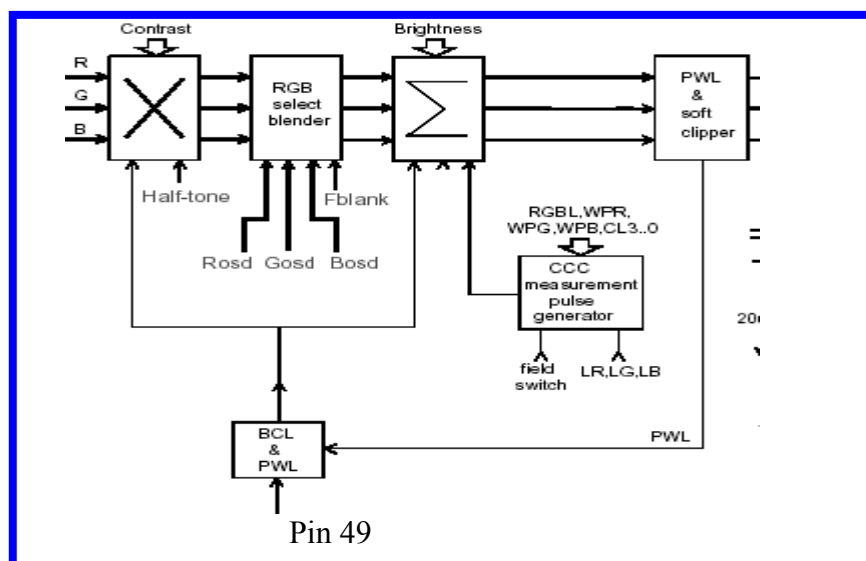 Contrast
Brightness
R
G
B
RGB
select
blender
PWL
&
soft
clipper
Half-tone
Fblank
Rosd Gosd Bosd
RGBL,WPR,
WPG,WPB,CL3..0
CCC
measurement
pulse
generator
field
switch
LR,LG,LB
BCL
&
PWL
PWL
Pin 49